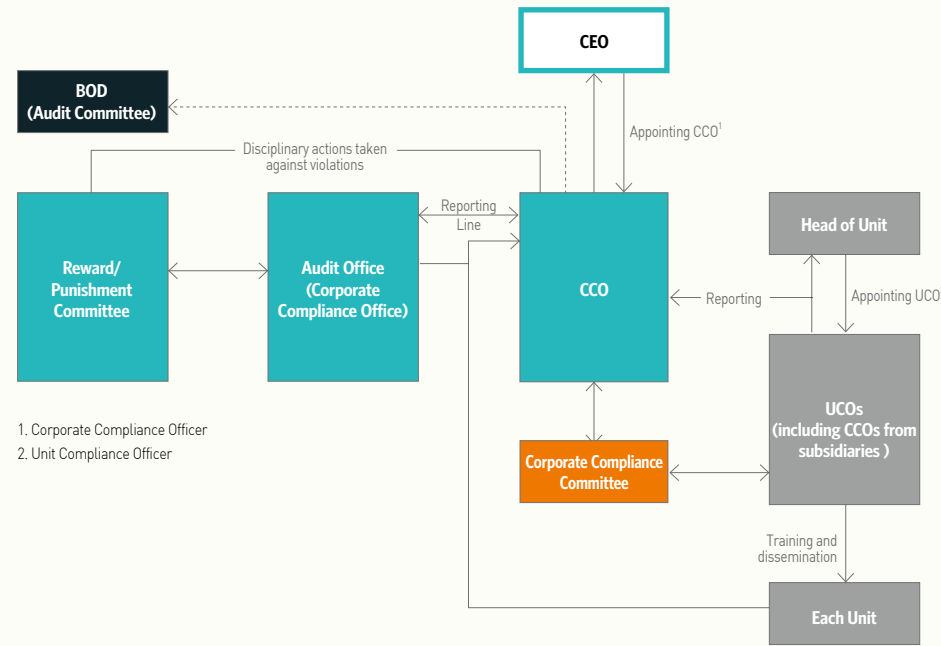 CEO
BOD
(Audit Committee)
Appointing CCO1
Disciplinary actions taken
against violations
Reward/
Punishment
Committee
Audit Office
(Corporate
Compliance Office)
Reporting
Line
CCO
Head of Unit
Reporting
Appointing UCO
UCOs
(including CCOs from
subsidiaries )
1. Corporate Compliance Officer
2. Unit Compliance Officer
Corporate Compliance
Committee
Training and
dissemination
Each Unit